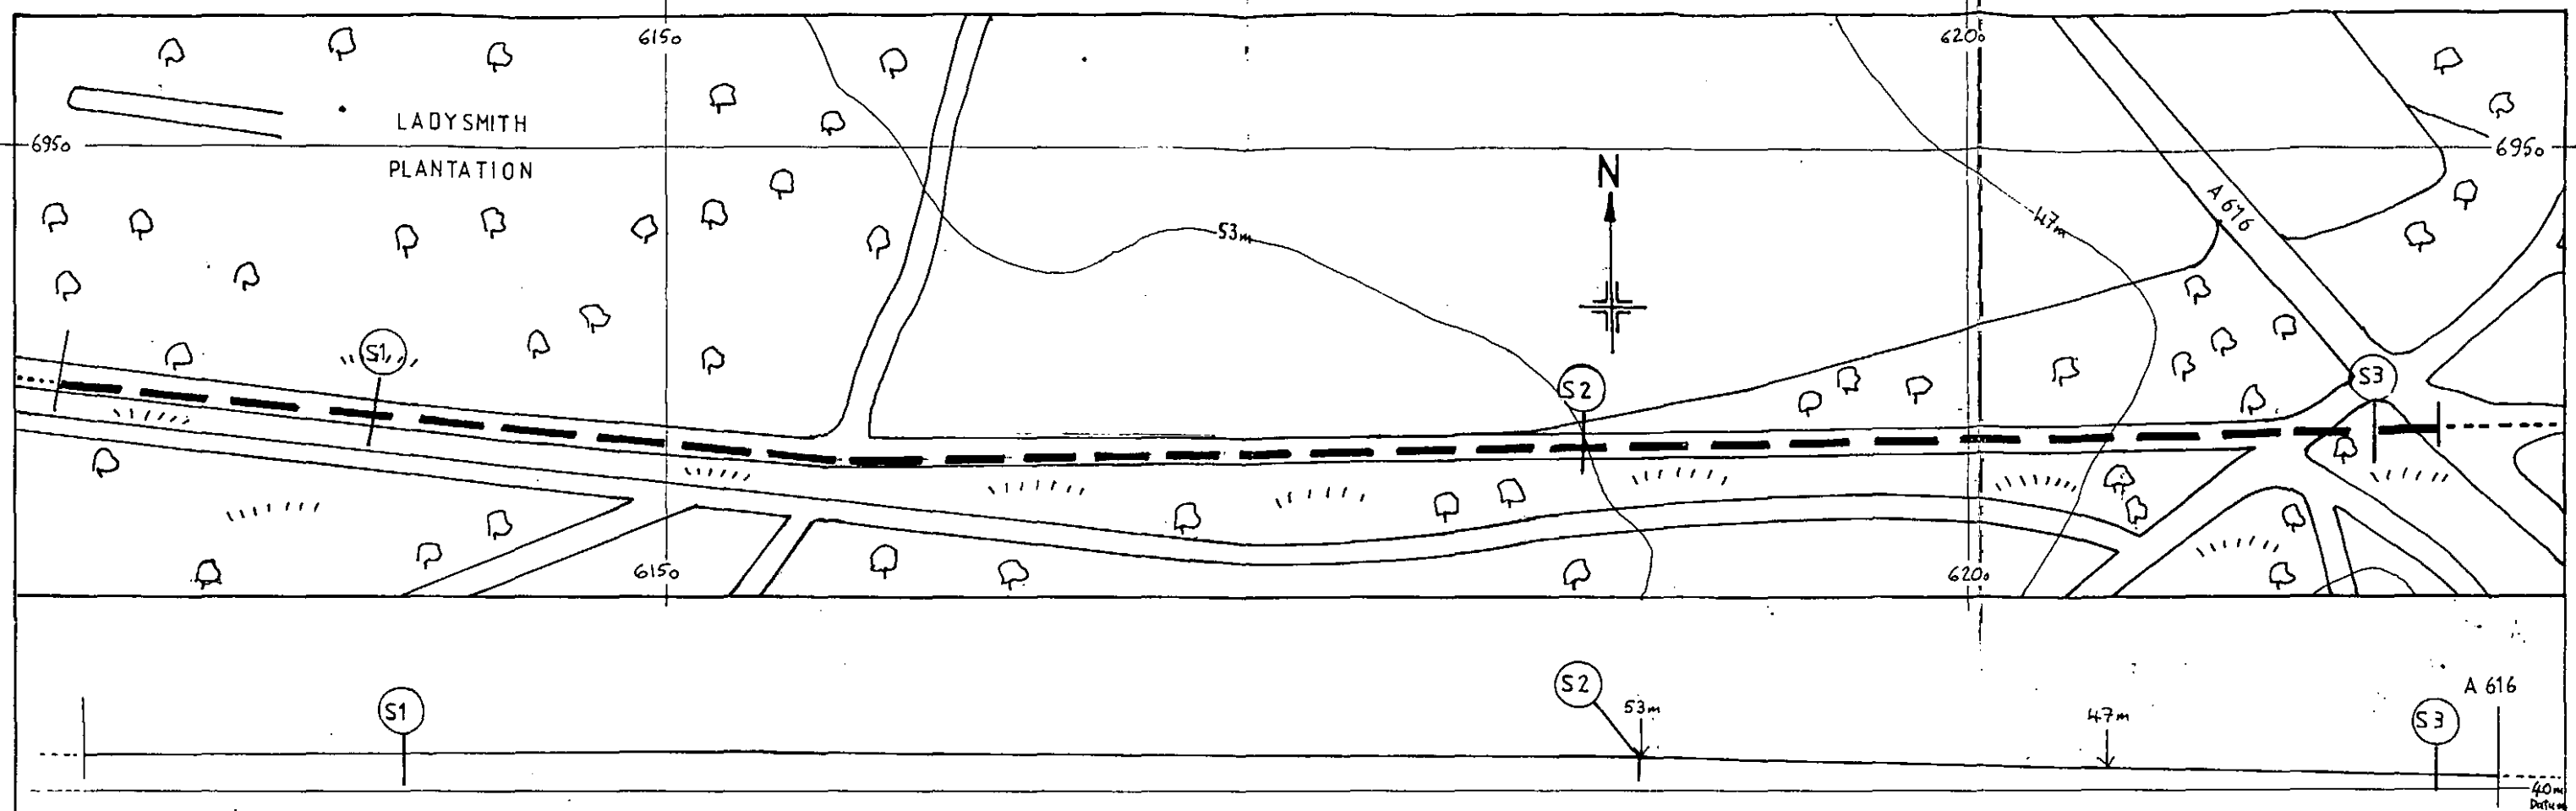 6150
6200
LADYSMITH
PLANTATION
6950
6950
N
A 616
47m
53m
S1
S2
S3
6150
6200
S1
S2
53m
47m
A 616
S3
40m
Datum